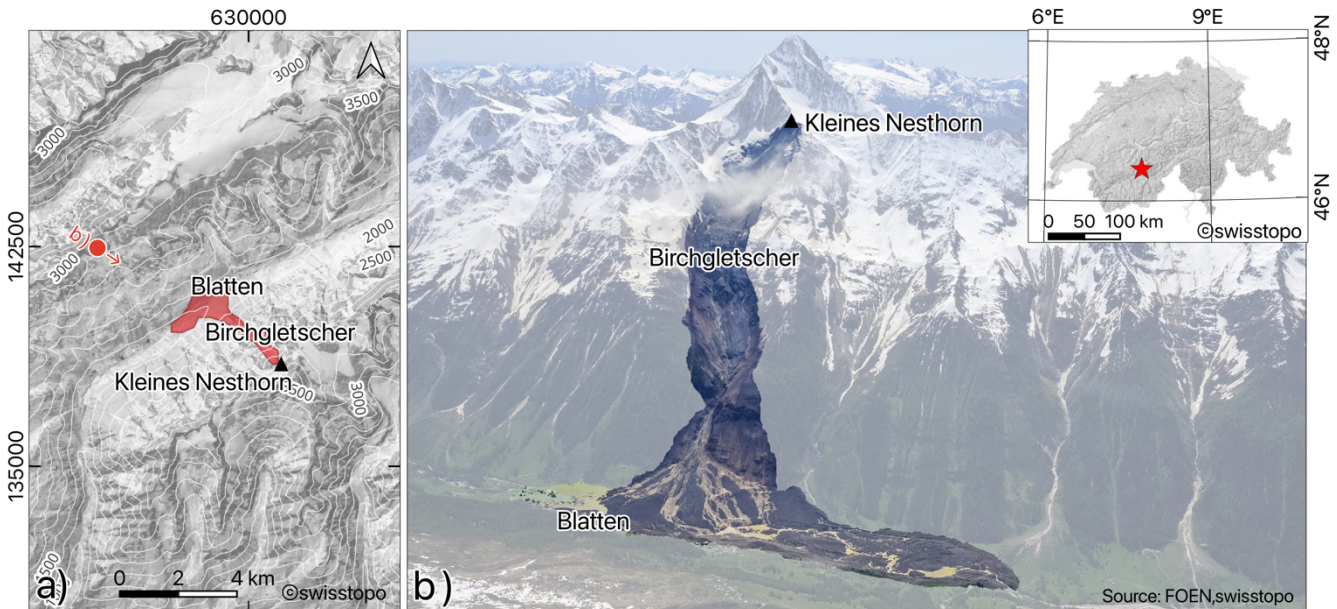 630000
3000
3500
3000
142500
b)
3000
2000
2500
Blatten
Birchgletscher
Kleines Nesthorn
3000
135000
0 2 4 km
a)
©swisstopo
Kleines Nesthorn
Birchgletscher
Blatten
b)
Source: FOEN,swisstopo
6°E 9°E
48°N
46°N
0 50 100 km
©swisstopo